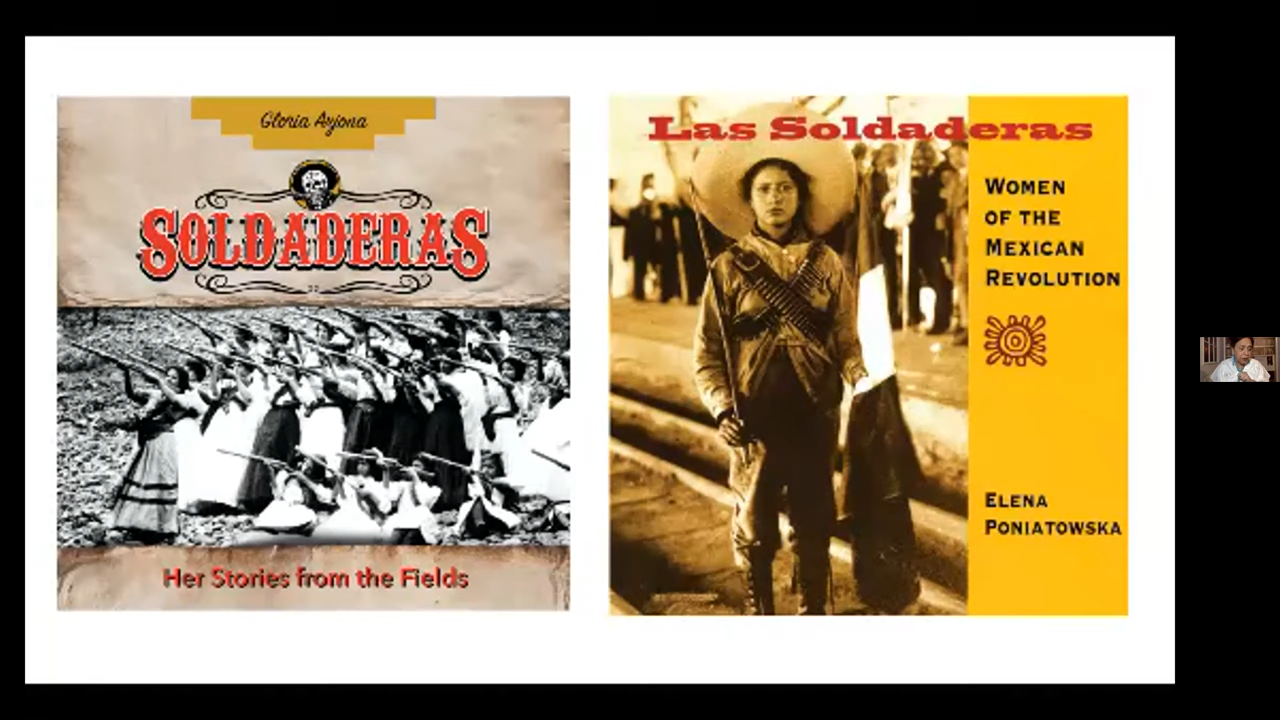 Gloria Arjona
SOLDADERAS
Her Stories from the Fields
Las Soldaderas
WOMEN
OF THE
MEXICAN
REVOLUTION
ELENA
PONIATOWSKA